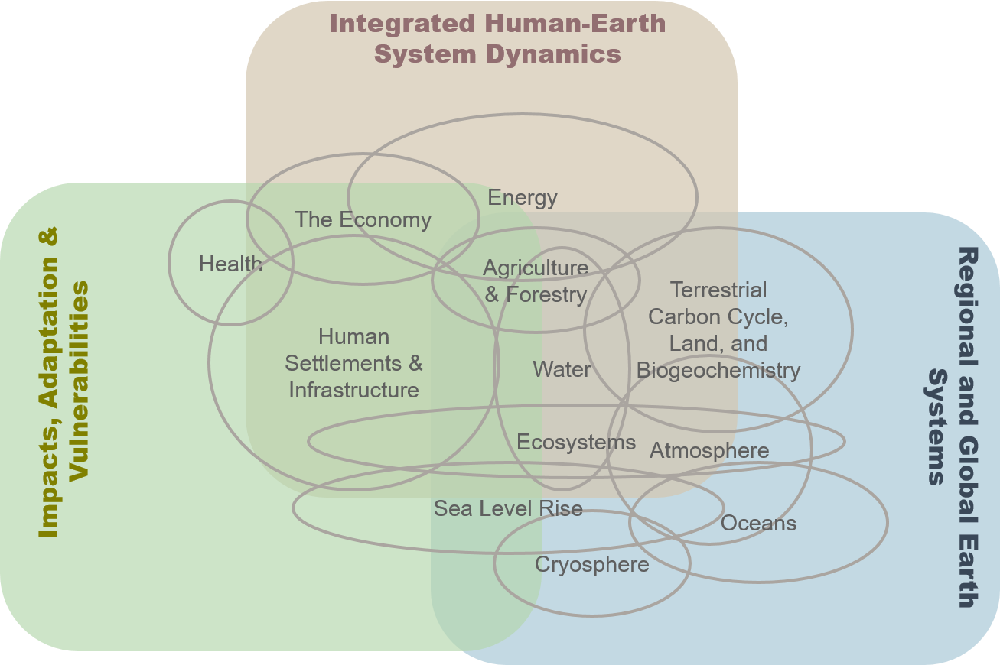 Integrated Human-Earth
System Dynamics
Energy
The Economy
Health
Agriculture
& Forestry
Terrestrial
Carbon Cycle,
Land, and
Biogeochemistry
Human
Settlements &
Infrastructure
Water
Ecosystems
Atmosphere
Sea Level Rise
Oceans
Cryosphere
Impacts, Adaptation &
Vulnerabilities
Regional and Global Earth
Systems